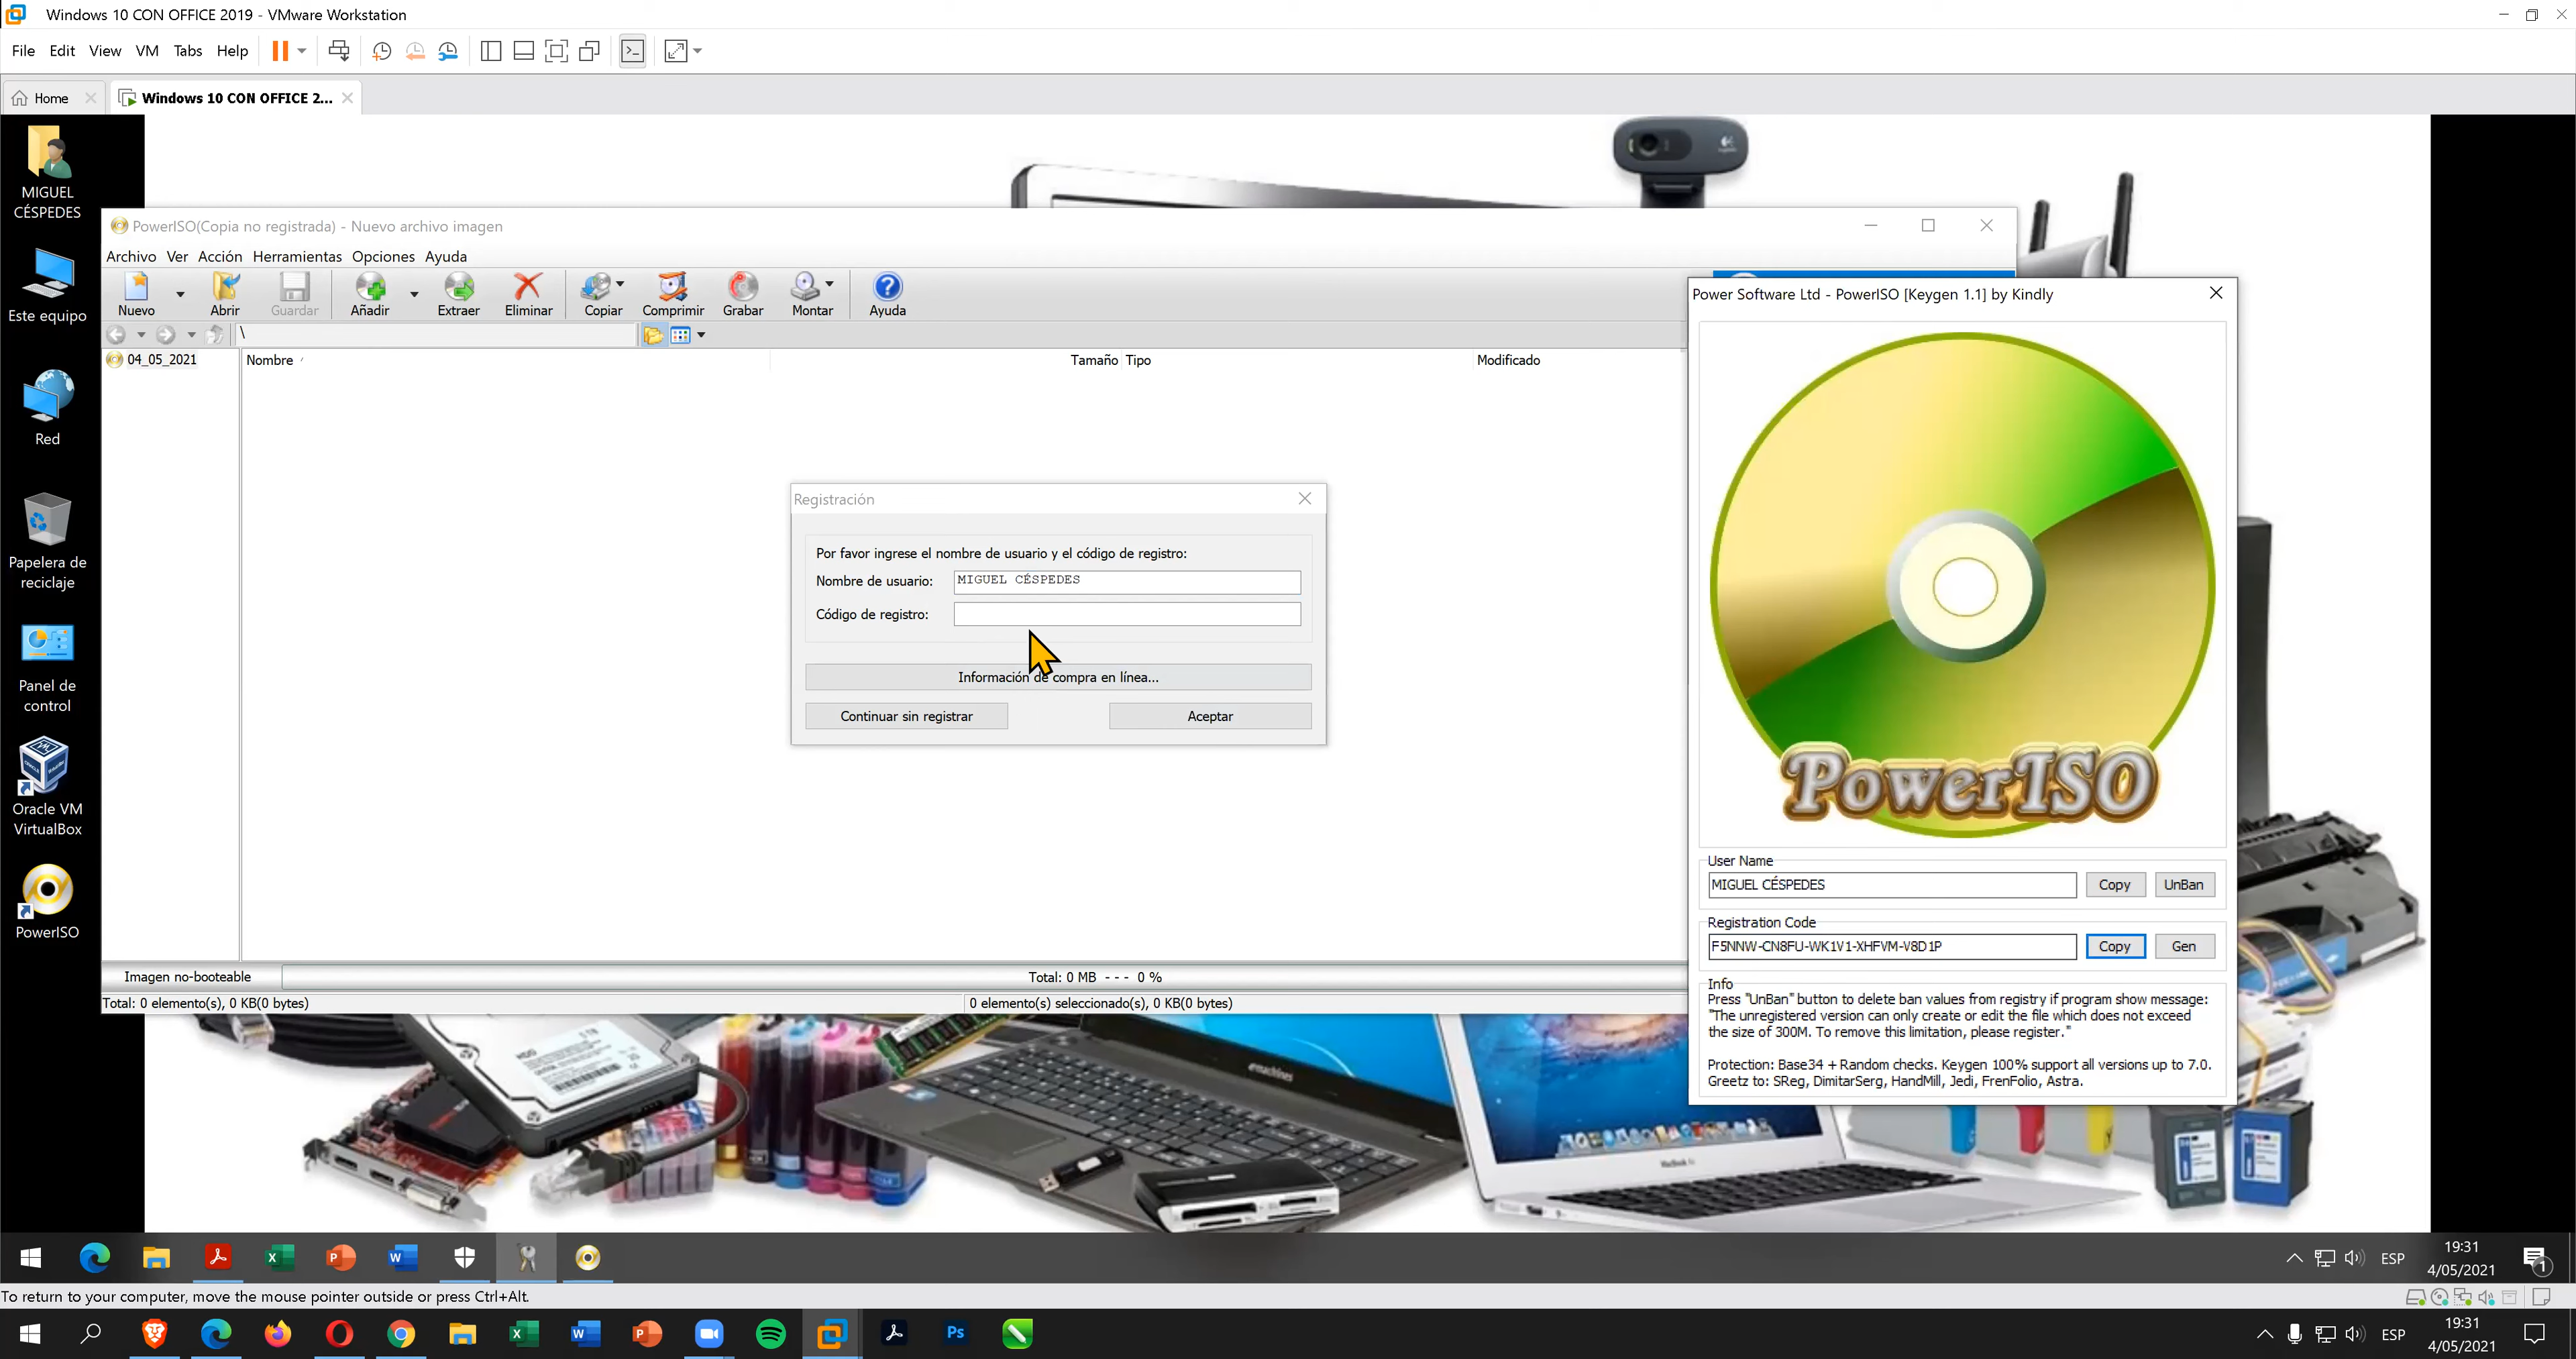 Windows 10 CON OFFICE 2019 - VMware Workstation
File Edit View VM Tabs Help
Home
Windows 10 CON OFFICE 2...
MIGUEL
CÉSPEDES
Este equipo
Red
Papelera de
reciclaje
Panel de
control
Oracle VM
VirtualBox
PowerISO
PowerISO(Copia no registrada) - Nuevo archivo imagen
Archivo Ver Acción Herramientas Opciones Ayuda
Nuevo Abrir Guardar Añadir Extraer Eliminar Copiar Comprimir Grabar Montar Ayuda
\
04_05_2021
Nombre Tamaño Tipo Modificado
Registración
Por favor ingrese el nombre de usuario y el código de registro:
Nombre de usuario: MIGUEL CÉSPEDES
Código de registro:
Información de compra en línea...
Continuar sin registrar Aceptar
Imagen no-booteable Total: 0 MB - - - 0 %
Total: 0 elemento(s), 0 KB(0 bytes) 0 elemento(s) seleccionado(s), 0 KB(0 bytes)
Power Software Ltd - PowerISO [Keygen 1.1] by Kindly
PowerISO
User Name
MIGUEL CÉSPEDES Copy UnBan
Registration Code
F5NNW-CN8FU-WK1V1-XHFVM-V8D1P Copy Gen
Info
Press "UnBan" button to delete ban values from registry if program show message:
"The unregistered version can only create or edit the file which does not exceed
the size of 300M. To remove this limitation, please register."
Protection: Base34 + Random checks. Keygen 100% support all versions up to 7.0.
Greetz to: SReg, DimitarSerg, HandMill, Jedi, FrenFolio, Astra.
HDD
emachines
MacBook Air
ESP
19:31
4/05/2021
1
To return to your computer, move the mouse pointer outside or press Ctrl+Alt.
Ps
ESP
19:31
4/05/2021